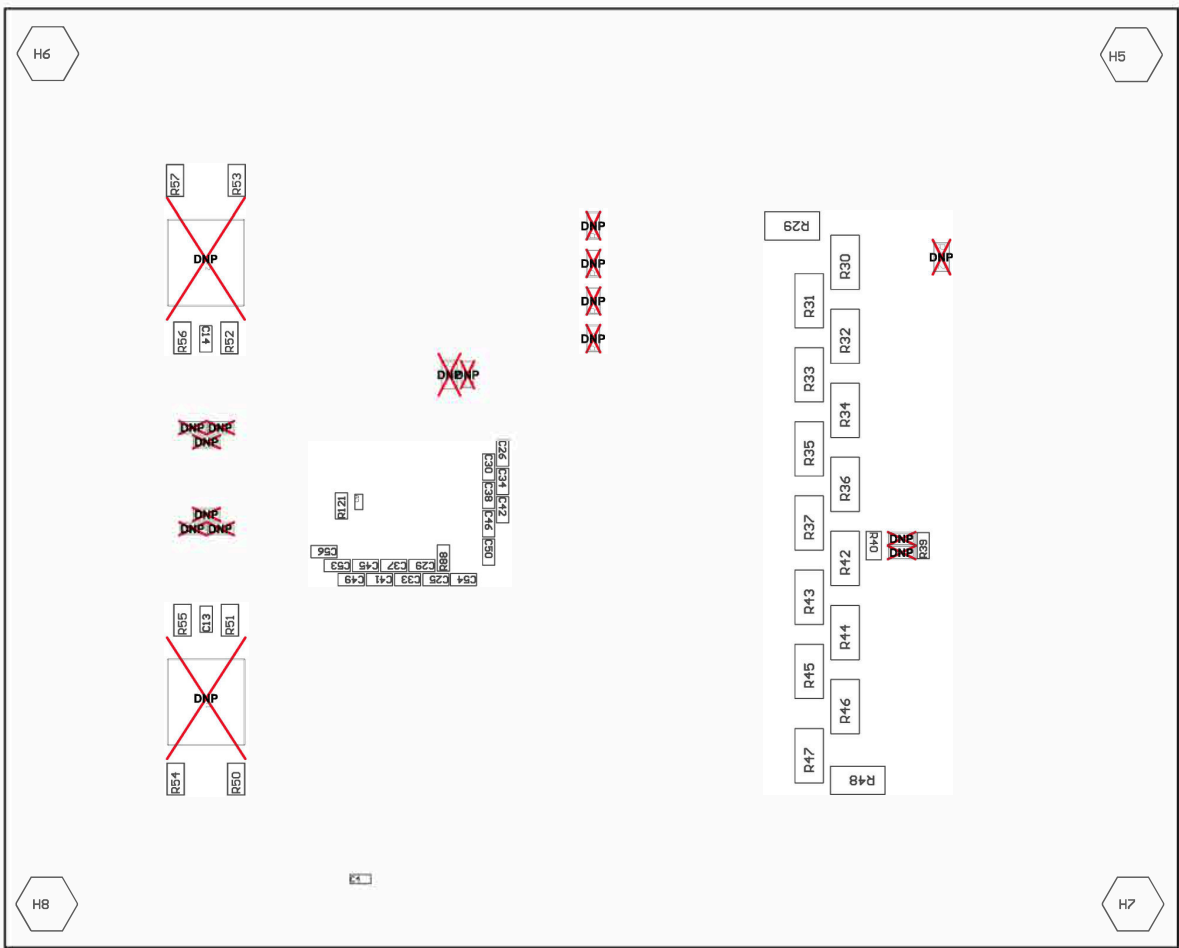 H6
H5
R57
R53
DNP
R56
C14
R52
DNP
DNP
DNP
DNP
DNP
DNP
DNP
DNP
DNP
DNP
DNP
DNP
R55
C13
R51
DNP
R54
R50
R121
C26
C30
C34
C38
C42
C46
C50
C56
C53
C45
C37
C29
R88
C49
C41
C33
C25
C54
R29
DNP
R30
R31
R32
R33
R34
R35
R36
R37
R42
R40
DNP
DNP
R39
R43
R44
R45
R46
R47
R48
C4
H8
H7